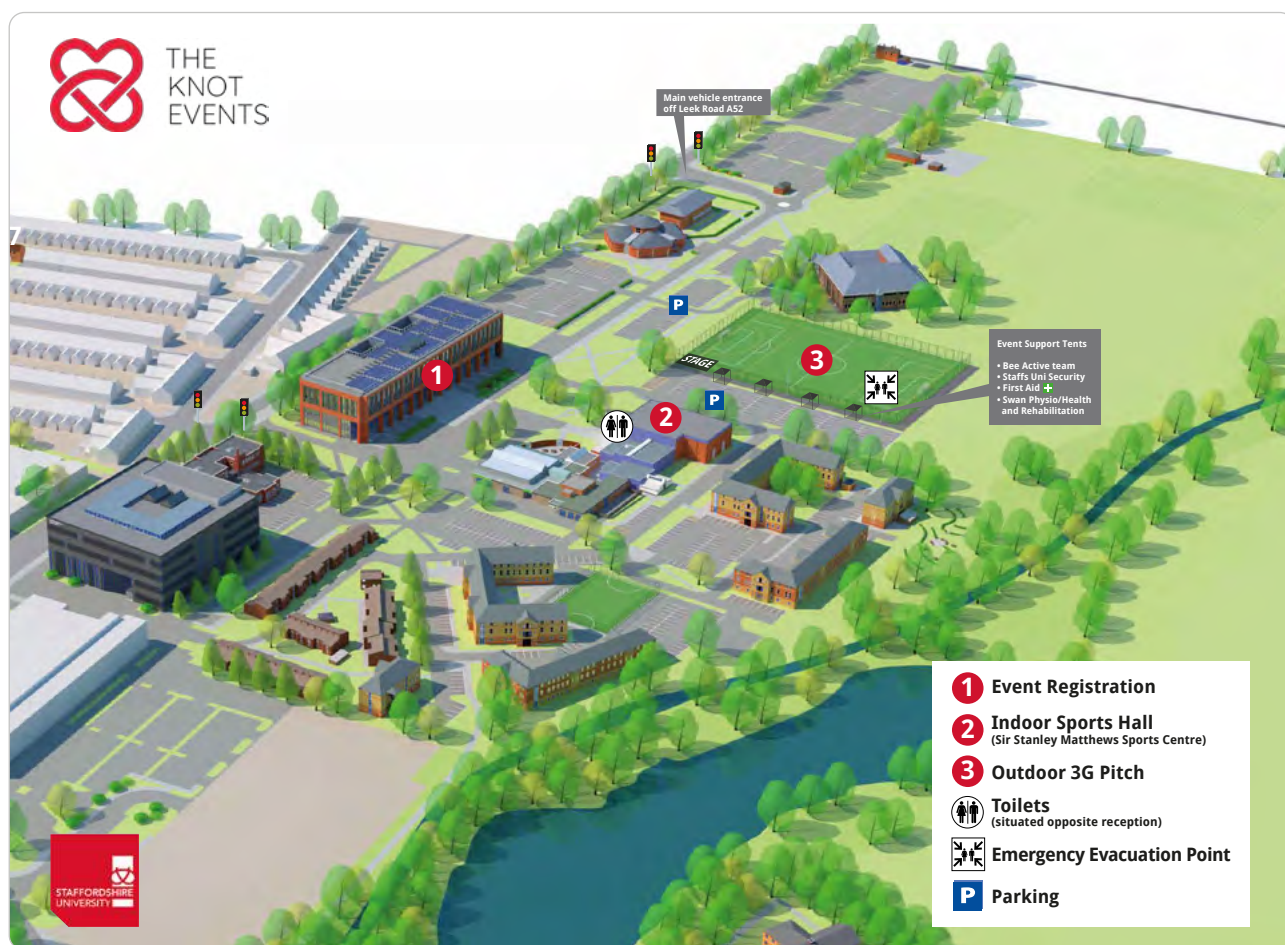 THE
KNOT
EVENTS
Main vehicle entrance
off Leek Road A52
P
1
3
STAGE
Event Support Tents
• Bee Active team
• Staffs Uni Security
• First Aid
• Swan Physio/Health
and Rehabilitation
P
2
1 Event Registration
2 Indoor Sports Hall
(Sir Stanley Matthews Sports Centre)
3 Outdoor 3G Pitch
Toilets
(situated opposite reception)
Emergency Evacuation Point
P Parking
STAFFORDSHIRE
UNIVERSITY